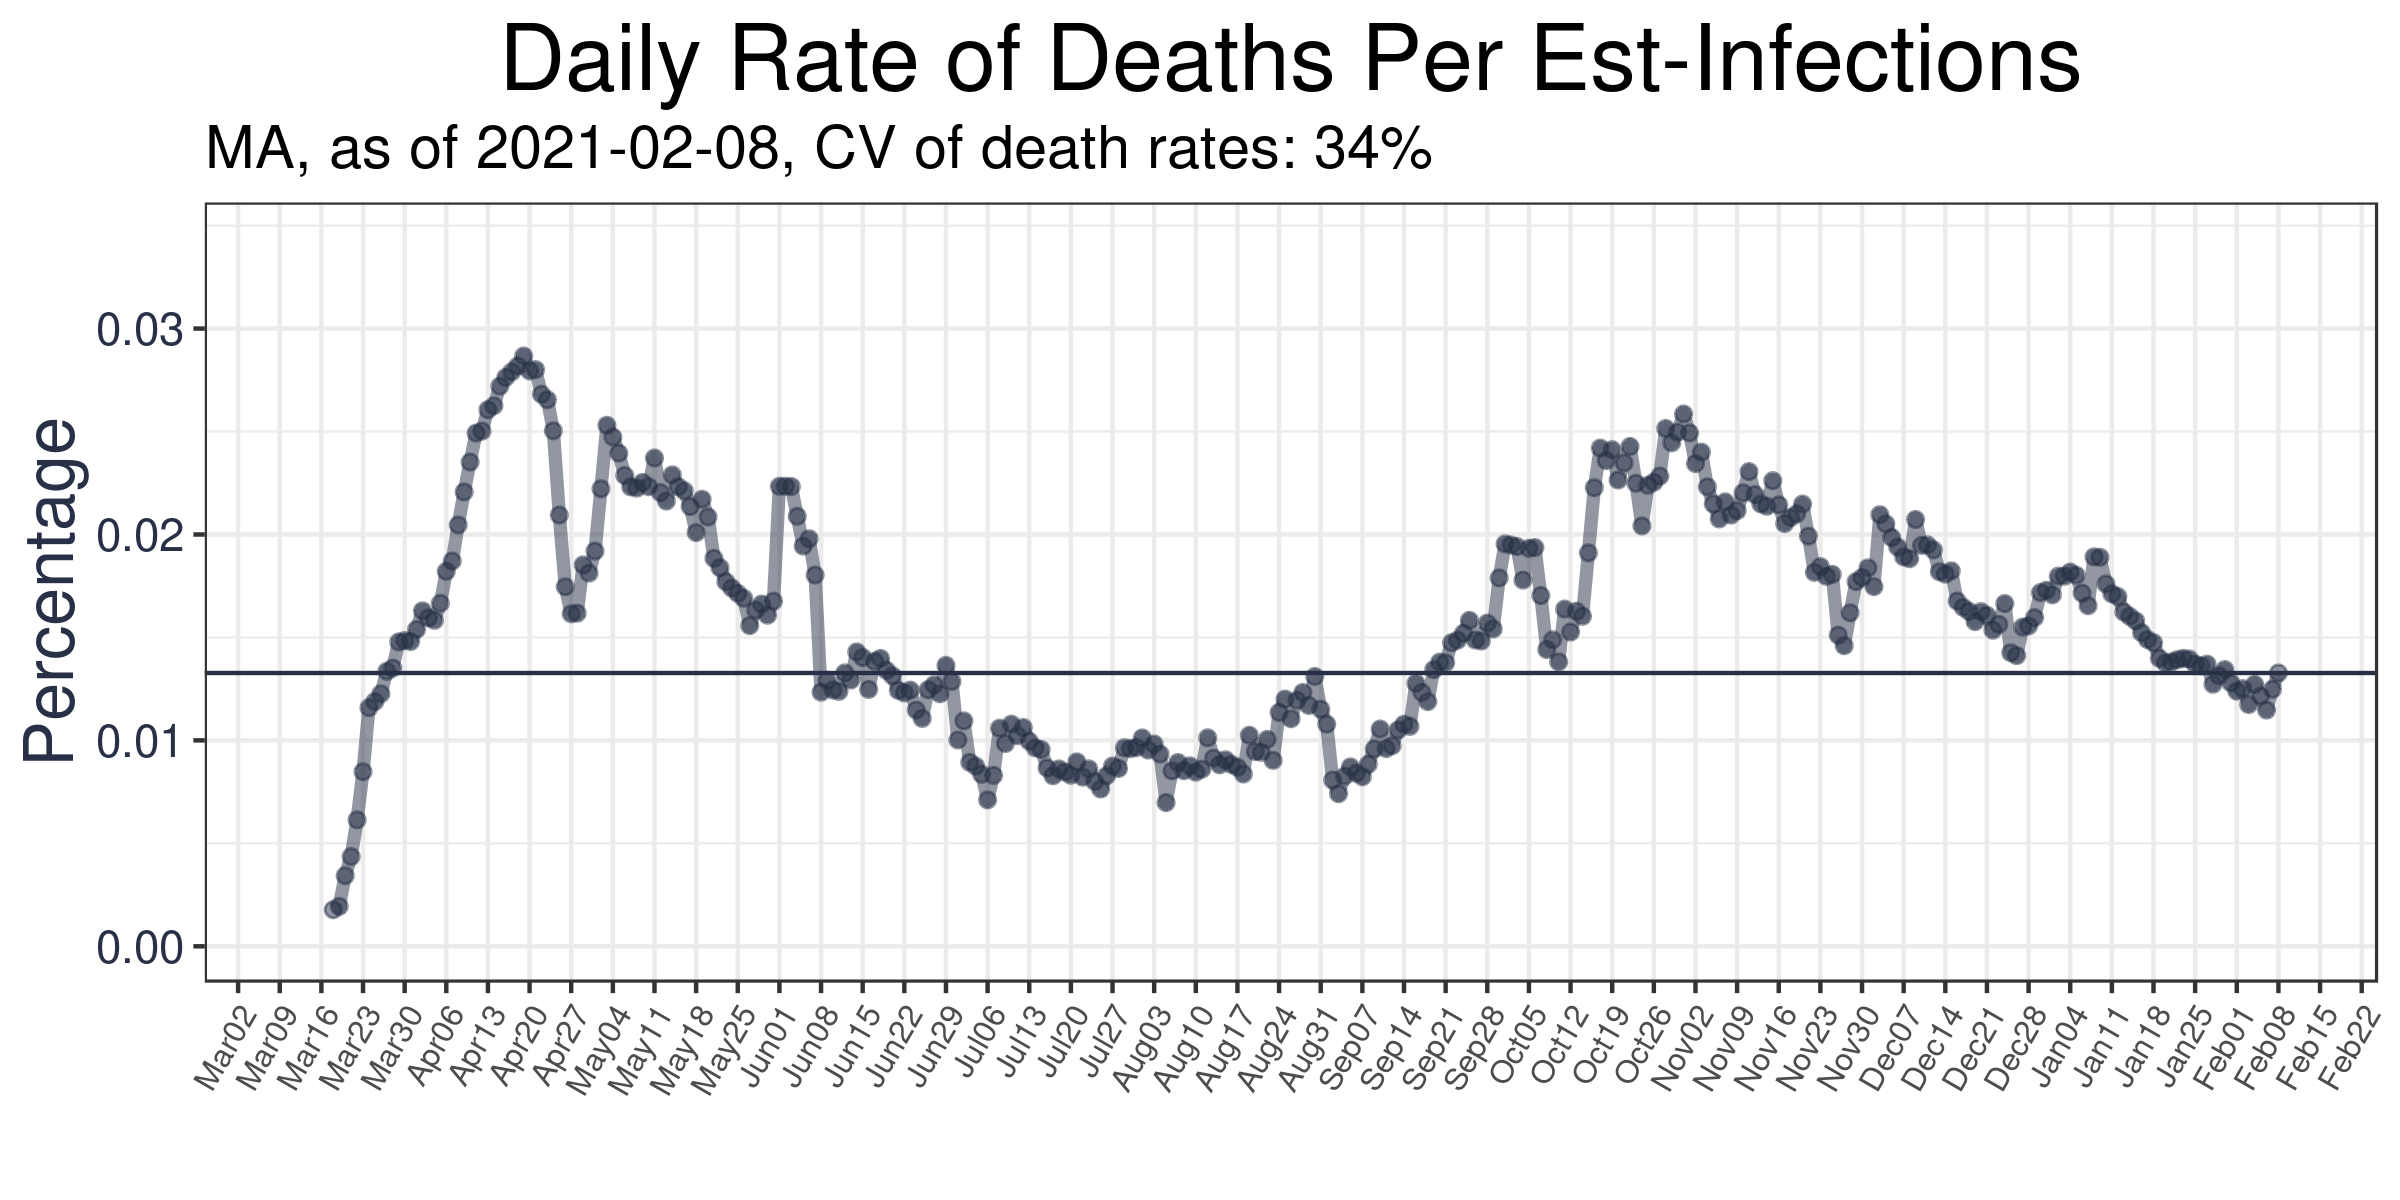 Daily Rate of Deaths Per Est-Infections
MA, as of 2021-02-08, CV of death rates: 34%
Percentage
0.03
0.02
0.01
0.00
Mar02
Mar09
Mar16
Mar23
Mar30
Apr06
Apr13
Apr20
Apr27
May04
May11
May18
May25
Jun01
Jun08
Jun15
Jun22
Jun29
Jul06
Jul13
Jul20
Jul27
Aug03
Aug10
Aug17
Aug24
Aug31
Sep07
Sep14
Sep21
Sep28
Oct05
Oct12
Oct19
Oct26
Nov02
Nov09
Nov16
Nov23
Nov30
Dec07
Dec14
Dec21
Dec28
Jan04
Jan11
Jan18
Jan25
Feb01
Feb08
Feb15
Feb22